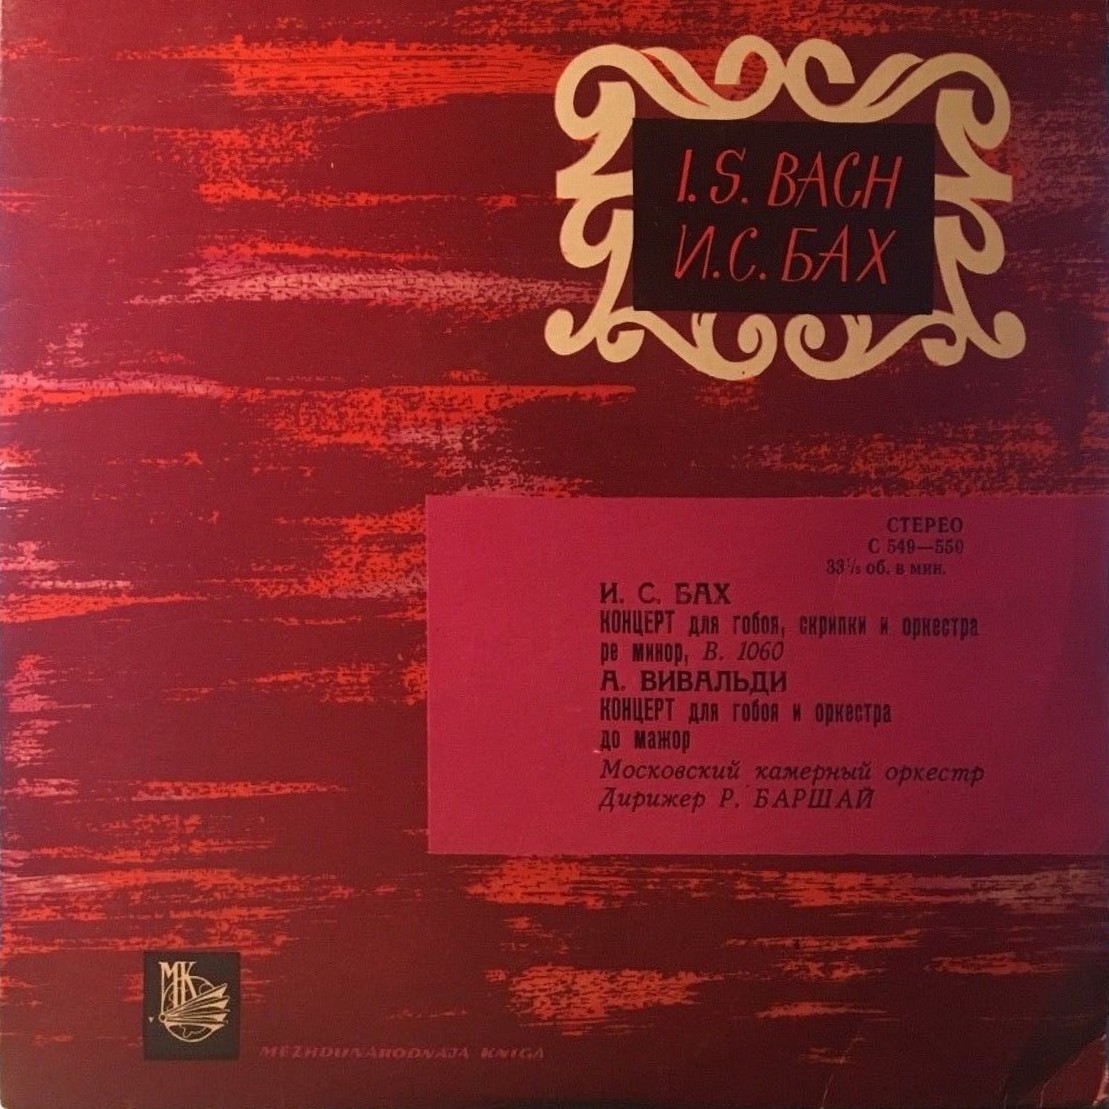 I. S. BACH
И. С. БАХ
СТЕРЕО
С 549—550
33⅓ об. в мин.
И. С. БАХ
КОНЦЕРТ для гобоя, скрипки и оркестра
ре минор, В. 1060
А. ВИВАЛЬДИ
КОНЦЕРТ для гобоя и оркестра
до мажор
Московский камерный оркестр
Дирижер Р. БАРШАЙ
МК
MEZHDUNARODNAJA KNIGA